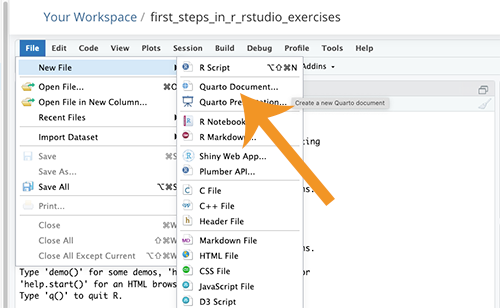 Your Workspace / first_steps_in_r_rstudio_exercises
File Edit Code View Plots Session Build Debug Profile Tools Help
New File
Open File...
Open File in New Column...
Recent Files
Import Dataset
Save
Save As...
Save All
Print...
Close
Close All
Close All Except Current
R Script ⌥⇧⌘N
Quarto Document...
Quarto
Create a new Quarto document
R Notebook
R Markdown...
Shiny Web App...
Plumber API...
C File
C++ File
Header File
Markdown File
HTML File
CSS File
JavaScript File
D3 Script
Addins
Type 'demo()' for some demos,
'help.start()' for an HTML
Type 'q()' to quit R.